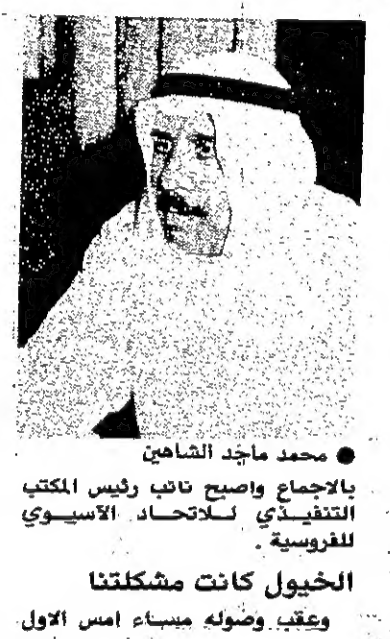 ● محمد ماجد الشاهين
بالاجماع واصبح نائب رئيس المكتب
التنفيذي للاتحاد الآسيوي
للفروسية .
الخيول كانت مشكلتنا
وعقب وصوله مساء امس الاول